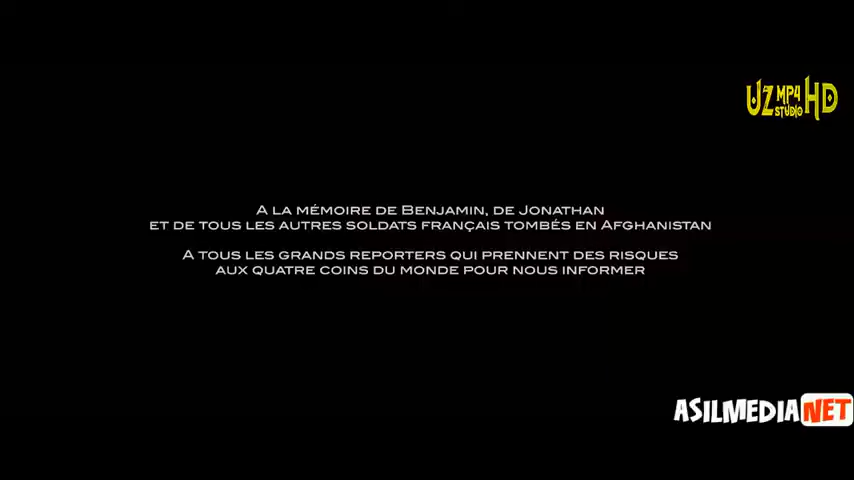 UZ MP4 STUDIO HD
A LA MÉMOIRE DE BENJAMIN, DE JONATHAN
ET DE TOUS LES AUTRES SOLDATS FRANÇAIS TOMBÉS EN AFGHANISTAN
A TOUS LES GRANDS REPORTERS QUI PRENNENT DES RISQUES
AUX QUATRE COINS DU MONDE POUR NOUS INFORMER
ASILMEDIA NET